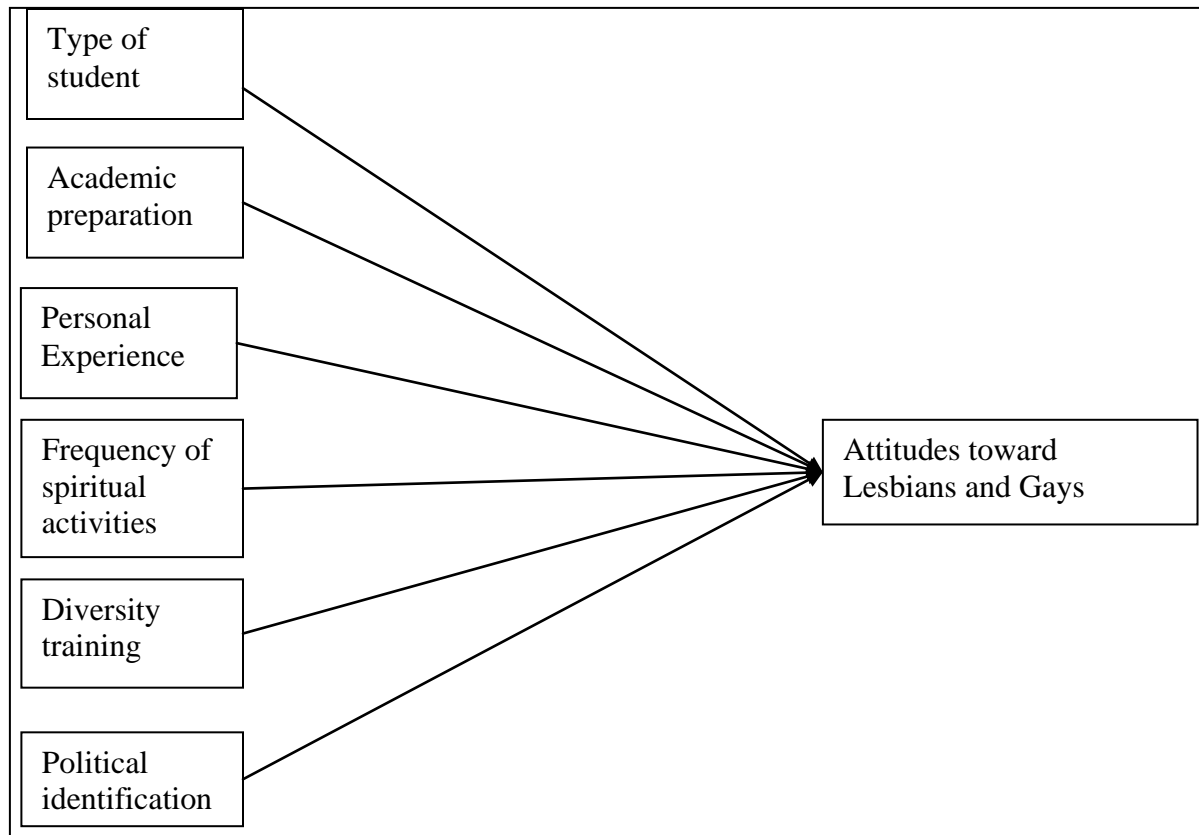 Type of
student
Academic
preparation
Personal
Experience
Frequency of
spiritual
activities
Diversity
training
Political
identification
Attitudes toward
Lesbians and Gays